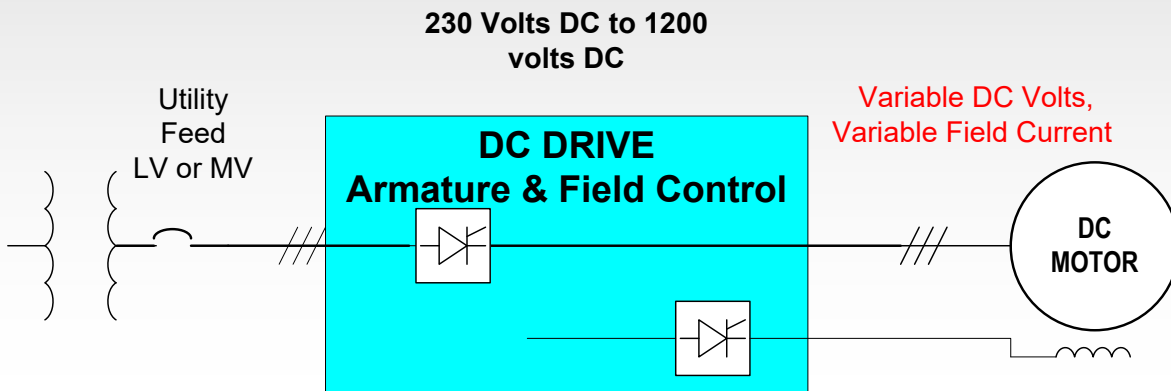 230 Volts DC to 1200
volts DC
Utility
Feed
LV or MV
DC DRIVE
Armature & Field Control
Variable DC Volts,
Variable Field Current
DC
MOTOR